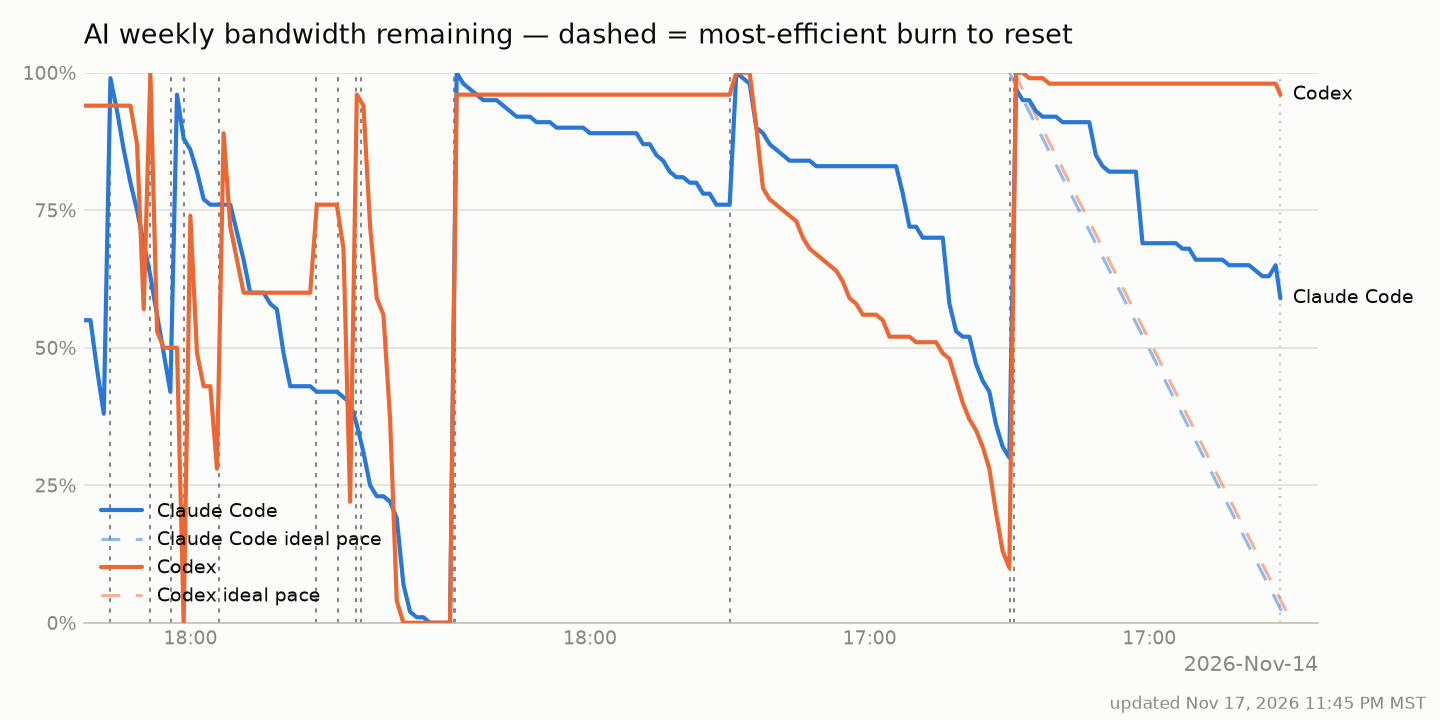 AI weekly bandwidth remaining — dashed = most-efficient burn to reset
100%
75%
50%
25%
0%
Codex
Claude Code
Claude Code
Claude Code ideal pace
Codex
Codex ideal pace
18:00
18:00
17:00
17:00
2026-Nov-14
updated Nov 17, 2026 11:45 PM MST